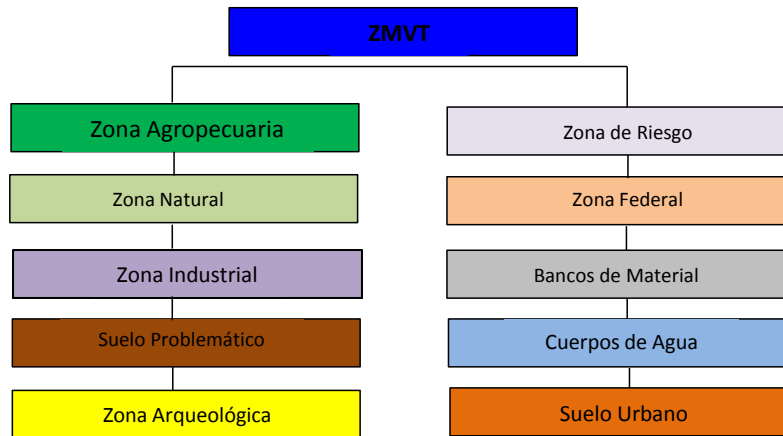 ZMVT
Zona Agropecuaria
Zona de Riesgo
Zona Natural
Zona Federal
Zona Industrial
Bancos de Material
Suelo Problemático
Cuerpos de Agua
Zona Arqueológica
Suelo Urbano